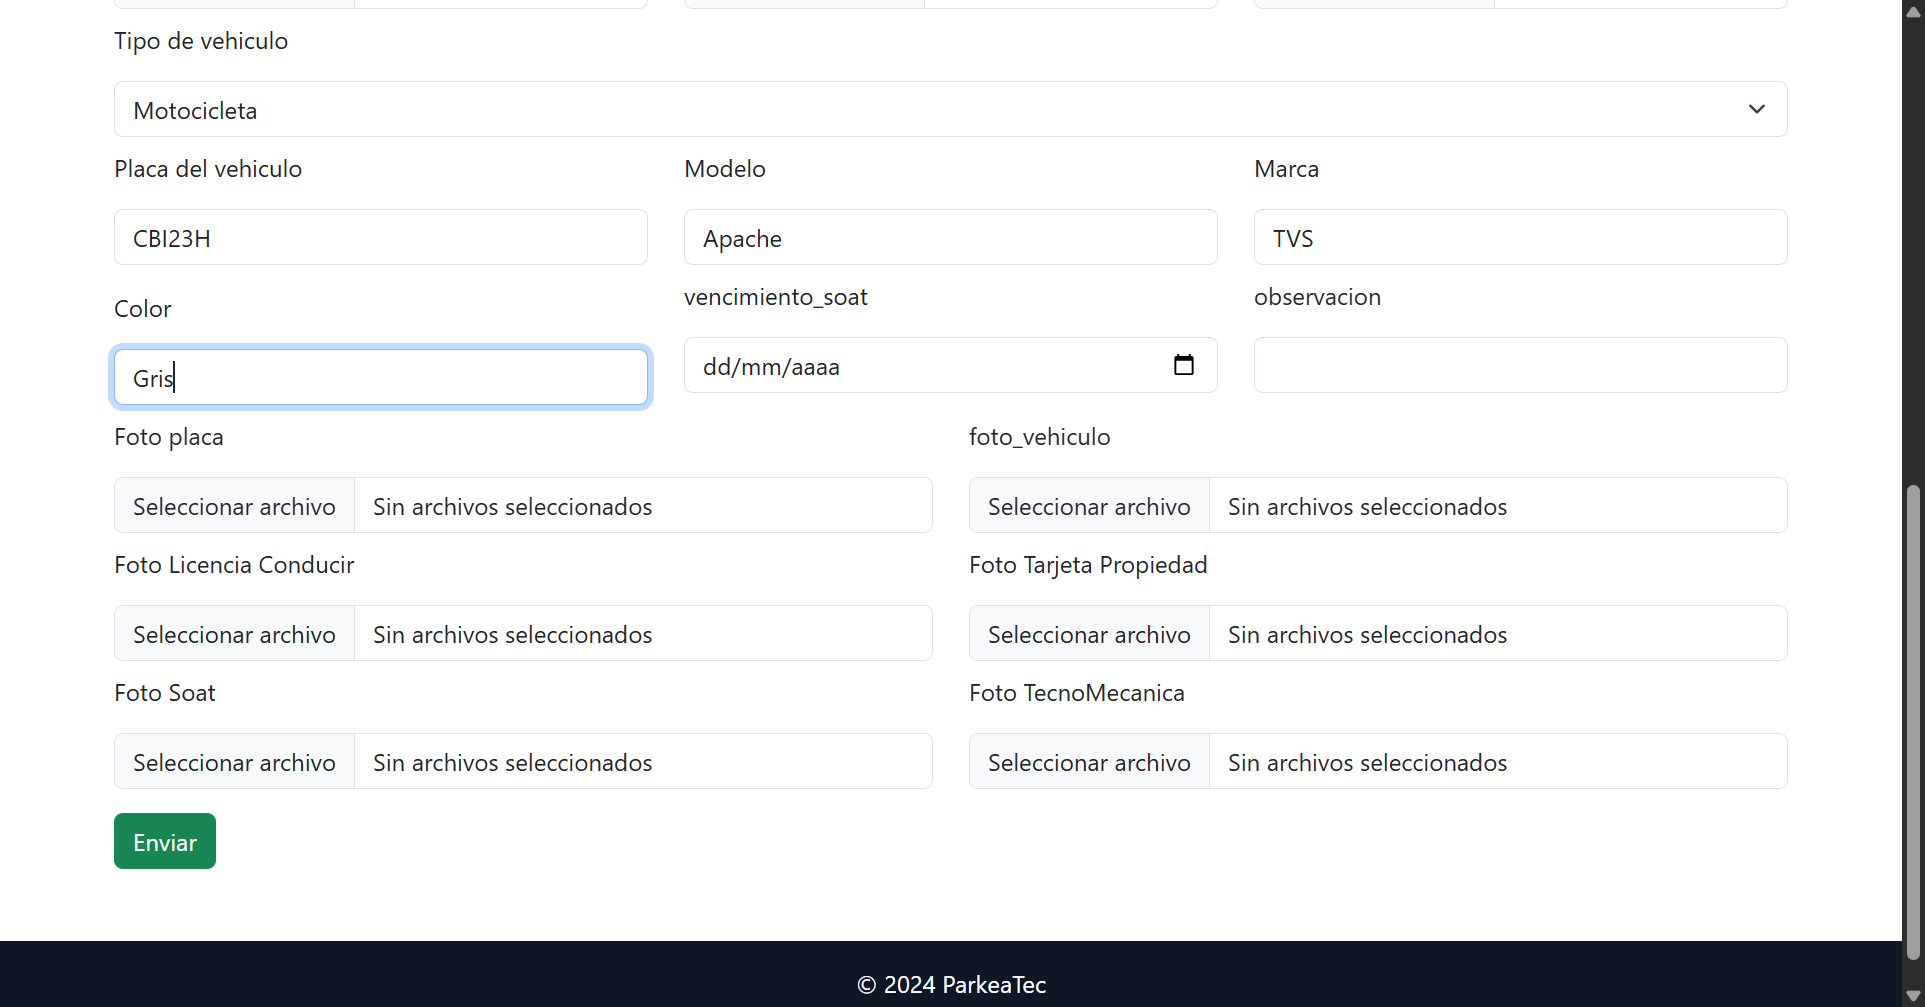 Tipo de vehiculo
Motocicleta
Placa del vehiculo Modelo Marca
CBI23H Apache TVS
Color vencimiento_soat observacion
Gris dd/mm/aaaa
Foto placa foto_vehiculo
Seleccionar archivo Sin archivos seleccionados Seleccionar archivo Sin archivos seleccionados
Foto Licencia Conducir Foto Tarjeta Propiedad
Seleccionar archivo Sin archivos seleccionados Seleccionar archivo Sin archivos seleccionados
Foto Soat Foto TecnoMecanica
Seleccionar archivo Sin archivos seleccionados Seleccionar archivo Sin archivos seleccionados
Enviar
© 2024 ParkeaTec